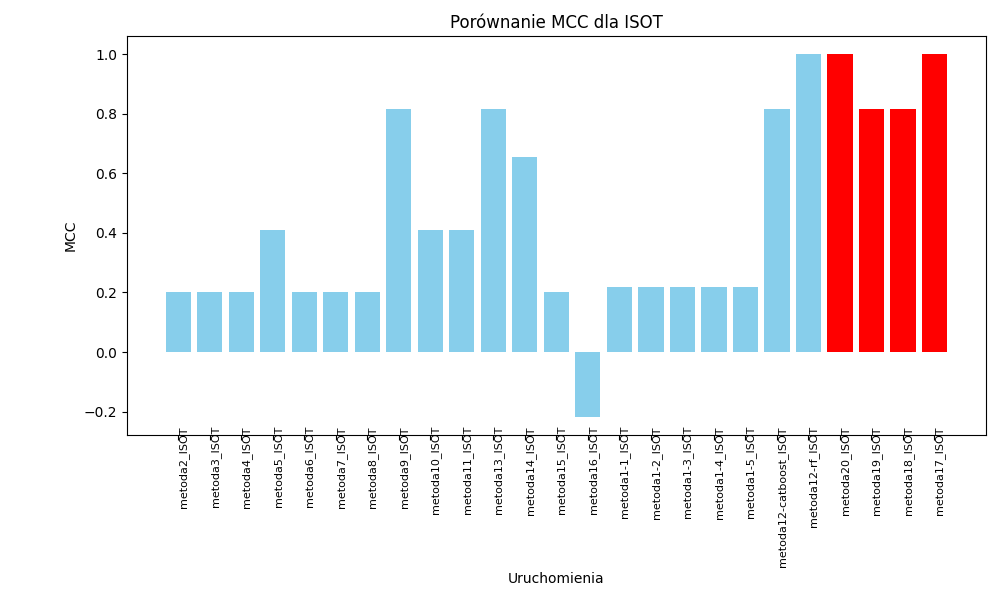 Porównanie MCC dla ISOT
MCC
1.0
0.8
0.6
0.4
0.2
0.0
−0.2
metoda2_ISOT
metoda3_ISOT
metoda4_ISOT
metoda5_ISOT
metoda6_ISOT
metoda7_ISOT
metoda8_ISOT
metoda9_ISOT
metoda10_ISOT
metoda11_ISOT
metoda13_ISOT
metoda14_ISOT
metoda15_ISOT
metoda16_ISOT
metoda1-1_ISOT
metoda1-2_ISOT
metoda1-3_ISOT
metoda1-4_ISOT
metoda1-5_ISOT
metoda12-catboost_ISOT
metoda12-rf_ISOT
metoda20_ISOT
metoda19_ISOT
metoda18_ISOT
metoda17_ISOT
Uruchomienia